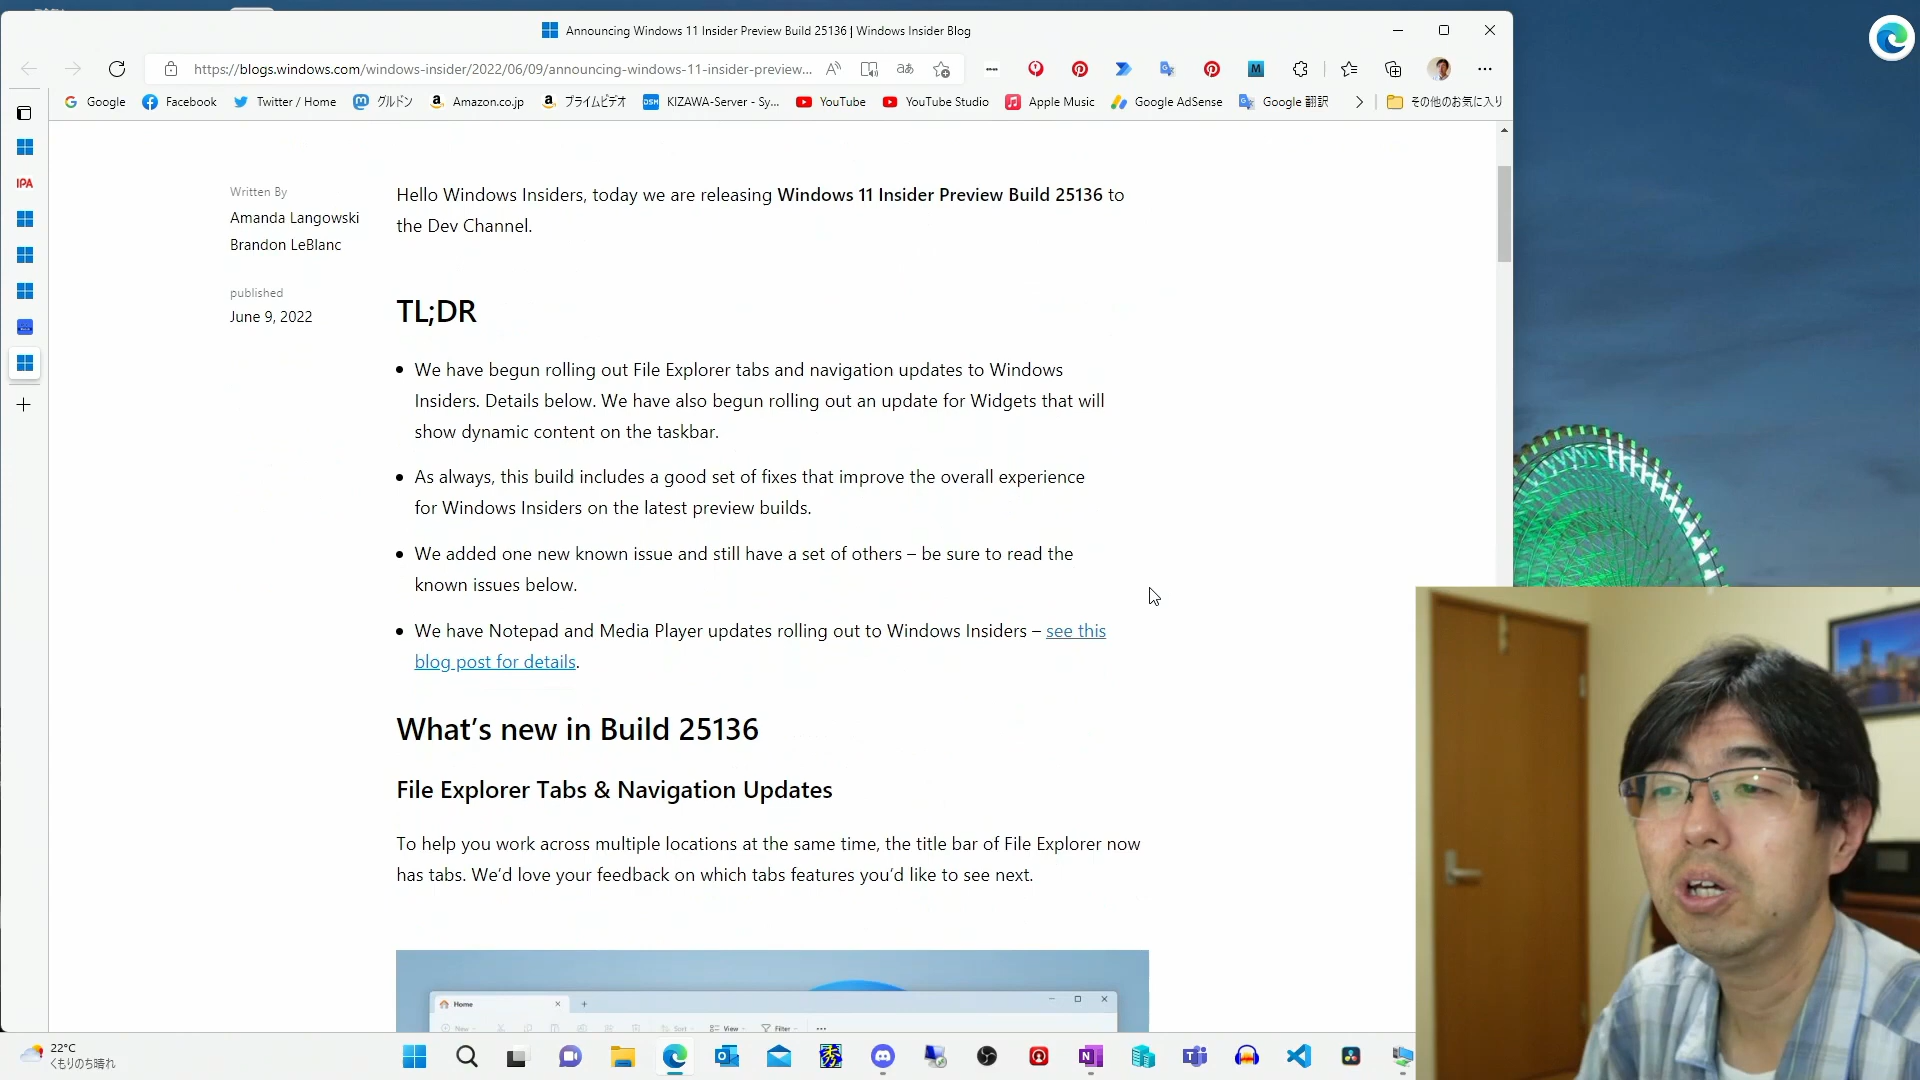 Announcing Windows 11 Insider Preview Build 25136 | Windows Insider Blog
https://blogs.windows.com/windows-insider/2022/06/09/announcing-windows-11-insider-preview...
Google Facebook Twitter / Home グルドン Amazon.co.jp プライムビデオ KIZAWA-Server - Sy... YouTube YouTube Studio Apple Music Google AdSense Google 翻訳 その他のお気に入り
IPA
Written By
Amanda Langowski
Brandon LeBlanc
published
June 9, 2022
Hello Windows Insiders, today we are releasing Windows 11 Insider Preview Build 25136 to
the Dev Channel.
TL;DR
We have begun rolling out File Explorer tabs and navigation updates to Windows
Insiders. Details below. We have also begun rolling out an update for Widgets that will
show dynamic content on the taskbar.
As always, this build includes a good set of fixes that improve the overall experience
for Windows Insiders on the latest preview builds.
We added one new known issue and still have a set of others – be sure to read the
known issues below.
We have Notepad and Media Player updates rolling out to Windows Insiders – see this
blog post for details.
What's new in Build 25136
File Explorer Tabs & Navigation Updates
To help you work across multiple locations at the same time, the title bar of File Explorer now
has tabs. We'd love your feedback on which tabs features you'd like to see next.
Home
New Sort View Filter
22°C
くもりのち晴れ